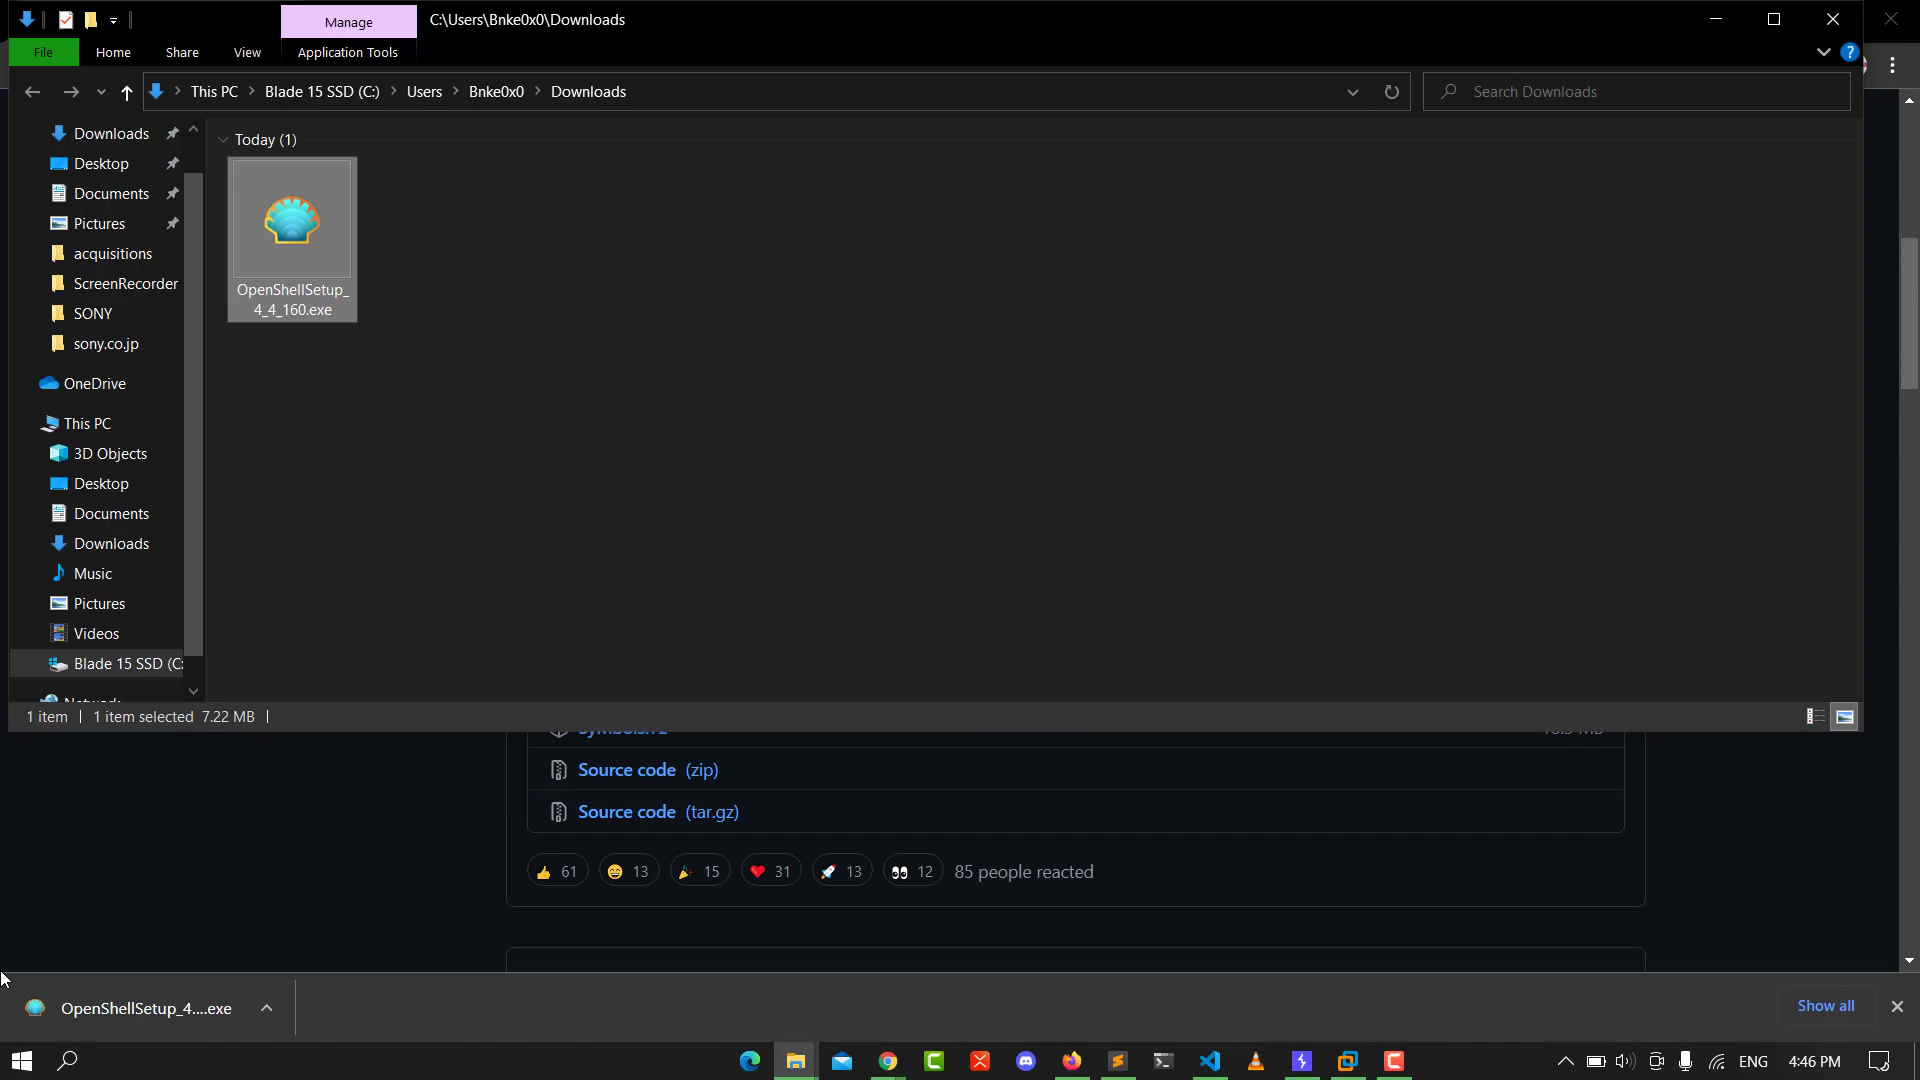 Manage
C:\Users\Bnke0x0\Downloads
File
Home
Share
View
Application Tools
This PC
Blade 15 SSD (C:)
Users
Bnke0x0
Downloads
Search Downloads
Downloads
Desktop
Documents
Pictures
acquisitions
ScreenRecorder
SONY
sony.co.jp
OneDrive
This PC
3D Objects
Desktop
Documents
Downloads
Music
Pictures
Videos
Blade 15 SSD (C:
Today (1)
OpenShellSetup_
4_4_160.exe
1 item
1 item selected 7.22 MB
Source code (zip)
Source code (tar.gz)
61
13
15
31
13
12
85 people reacted
OpenShellSetup_4....exe
Show all
ENG
4:46 PM